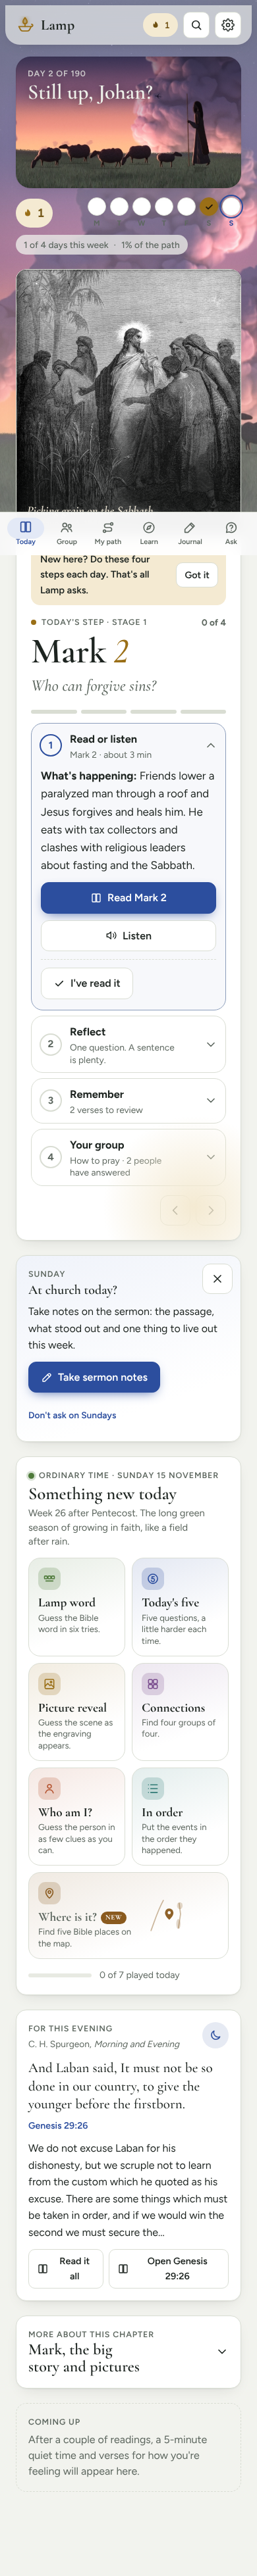 Lamp
1
DAY 2 OF 190
Still up, Johan?
1
S
1 of 4 days this week · 1% of the path
Picking grain on the Sabbath
Today
Group
My path
Learn
Journal
Ask
New here? Do these four
steps each day. That's all
Lamp asks.
Got it
TODAY'S STEP · STAGE 1
0 of 4
Mark 2
Who can forgive sins?
1
Read or listen
Mark 2 · about 3 min
What's happening: Friends lower a
paralyzed man through a roof and
Jesus forgives and heals him. He
eats with tax collectors and
clashes with religious leaders
about fasting and the Sabbath.
Read Mark 2
Listen
I've read it
2
Reflect
One question. A sentence
is plenty.
3
Remember
2 verses to review
4
Your group
How to pray · 2 people
have answered
SUNDAY
At church today?
Take notes on the sermon: the passage,
what stood out and one thing to live out
this week.
Take sermon notes
Don't ask on Sundays
ORDINARY TIME · SUNDAY 15 NOVEMBER
Something new today
Week 26 after Pentecost. The long green
season of growing in faith, like a field
after rain.
Lamp word
Guess the Bible
word in six tries.
5
Today's five
Five questions, a
little harder each
time.
Picture reveal
Guess the scene as
the engraving
appears.
Connections
Find four groups of
four.
Who am I?
Guess the person in
as few clues as you
can.
In order
Put the events in
the order they
happened.
Where is it? NEW
Find five Bible places on
the map.
0 of 7 played today
FOR THIS EVENING
C. H. Spurgeon, Morning and Evening
And Laban said, It must not be so
done in our country, to give the
younger before the firstborn.
Genesis 29:26
We do not excuse Laban for his
dishonesty, but we scruple not to learn
from the custom which he quoted as his
excuse. There are some things which must
be taken in order, and if we would win the
second we must secure the...
Read it
all
Open Genesis
29:26
MORE ABOUT THIS CHAPTER
Mark, the big
story and pictures
COMING UP
After a couple of readings, a 5-minute
quiet time and verses for how you're
feeling will appear here.